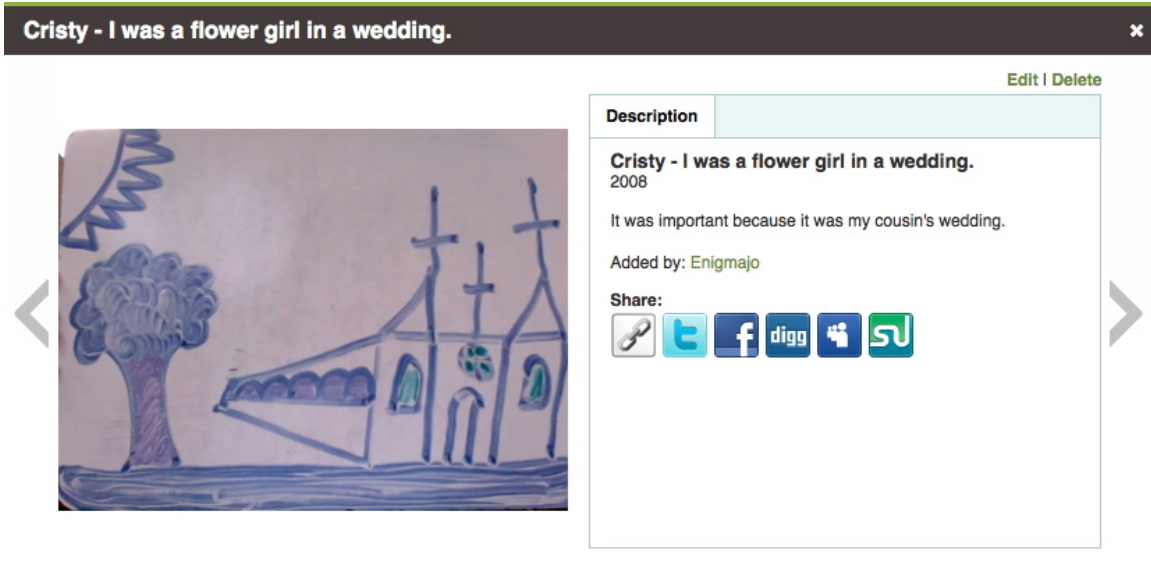 Cristy - I was a flower girl in a wedding.
Edit | Delete
Description
Cristy - I was a flower girl in a wedding.
2008
It was important because it was my cousin's wedding.
Added by: Enigmajo
Share:
digg